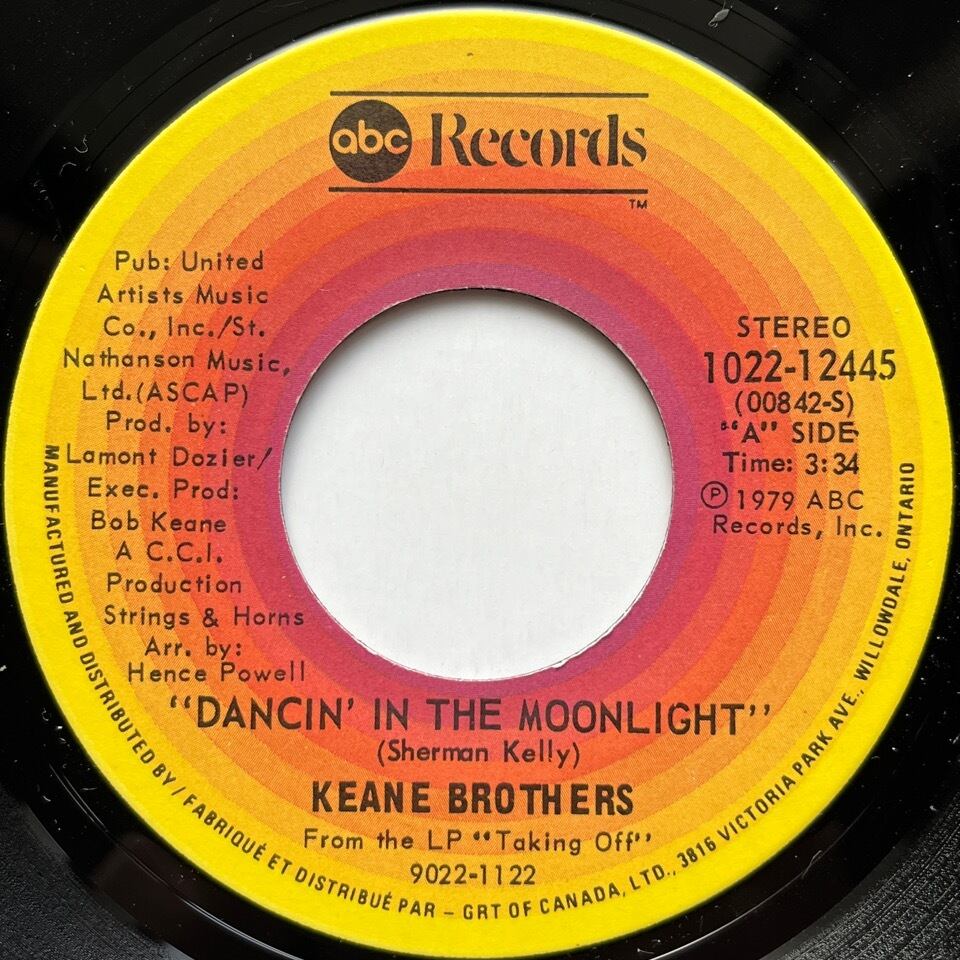 abc Records
TM
Pub: United
Artists Music
Co., Inc./St.
Nathanson Music,
Ltd.(ASCAP)
Prod. by:
Lamont Dozier/
Exec. Prod:
Bob Keane
A C.C.I.
Production
Strings & Horns
Arr. by:
Hence Powell
STEREO
1022-12445
(00842-S)
"A" SIDE
Time: 3:34
℗ 1979 ABC
Records, Inc.
"DANCIN' IN THE MOONLIGHT"
(Sherman Kelly)
KEANE BROTHERS
From the LP "Taking Off"
9022-1122
MANUFACTURED AND DISTRIBUTED BY / FABRIQUÉ ET DISTRIBUÉ PAR – GRT OF CANADA, LTD., 3816 VICTORIA PARK AVE., WILLOWDALE, ONTARIO